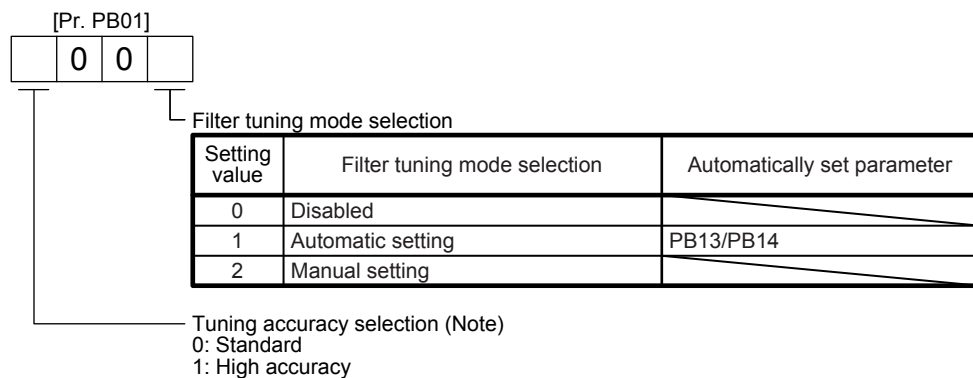 [Pr. PB01]
0 0
Filter tuning mode selection
Setting value Filter tuning mode selection Automatically set parameter
0 Disabled
1 Automatic setting PB13/PB14
2 Manual setting
Tuning accuracy selection (Note)
0: Standard
1: High accuracy